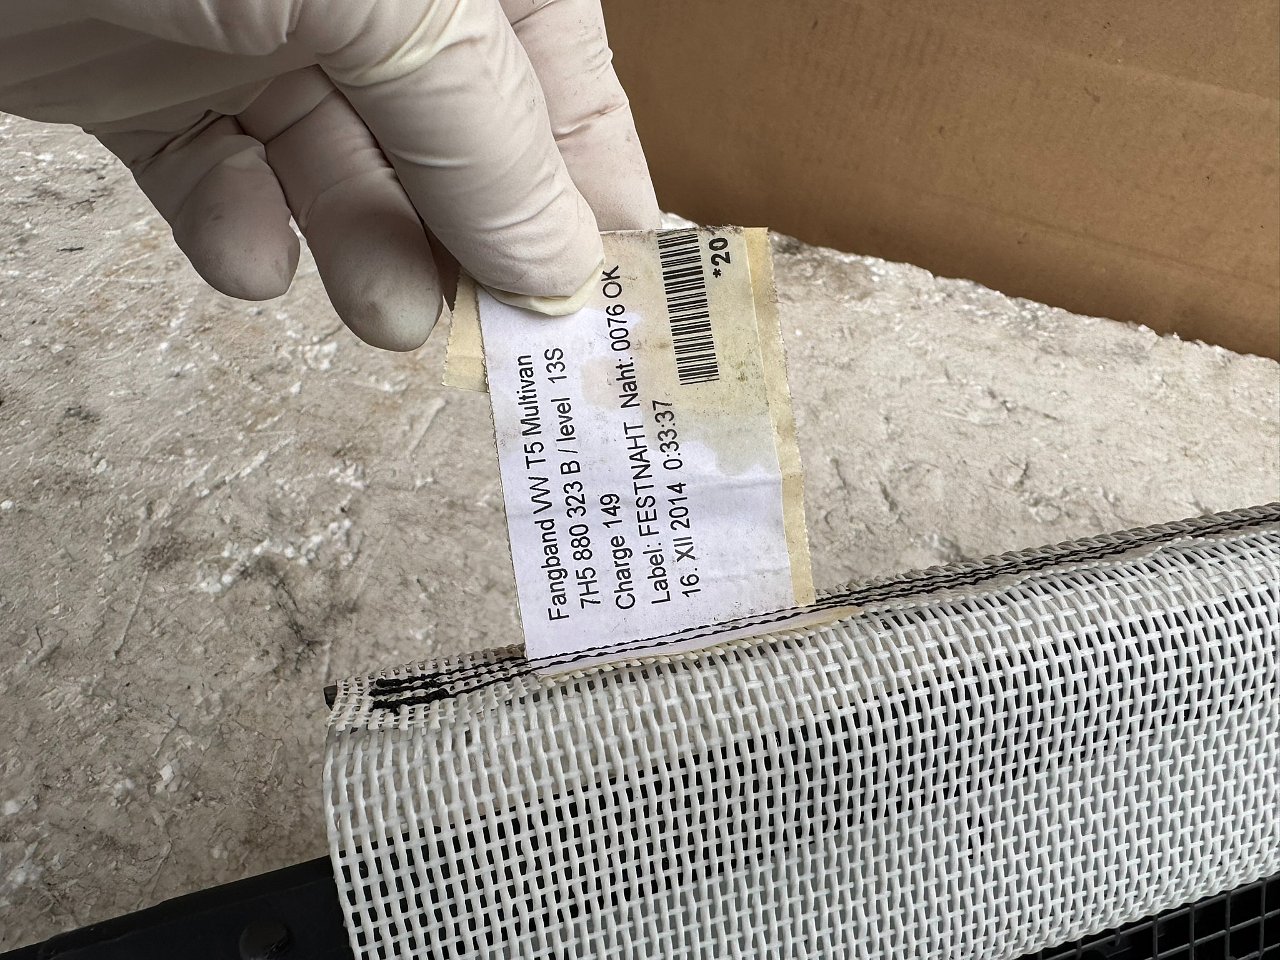 Fangband VW T5 Multivan
7H5 880 323 B / level 13S
Charge 149
Label: FESTNAHT Naht: 0076 OK
16. XII 2014 0:33:37
*20